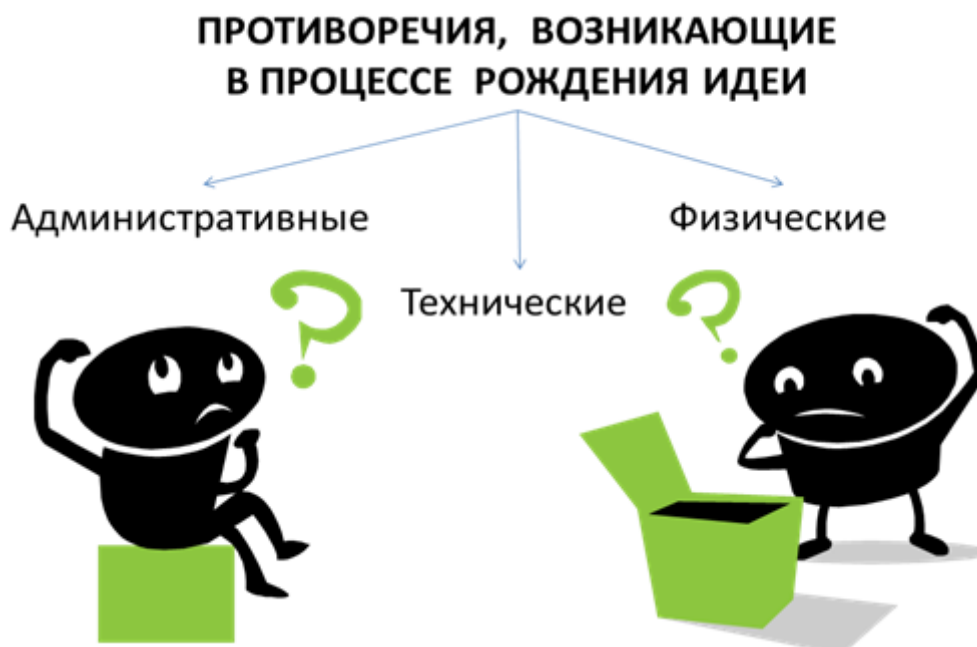 ПРОТИВОРЕЧИЯ, ВОЗНИКАЮЩИЕ
В ПРОЦЕССЕ РОЖДЕНИЯ ИДЕИ
Административные
Физические
Технические